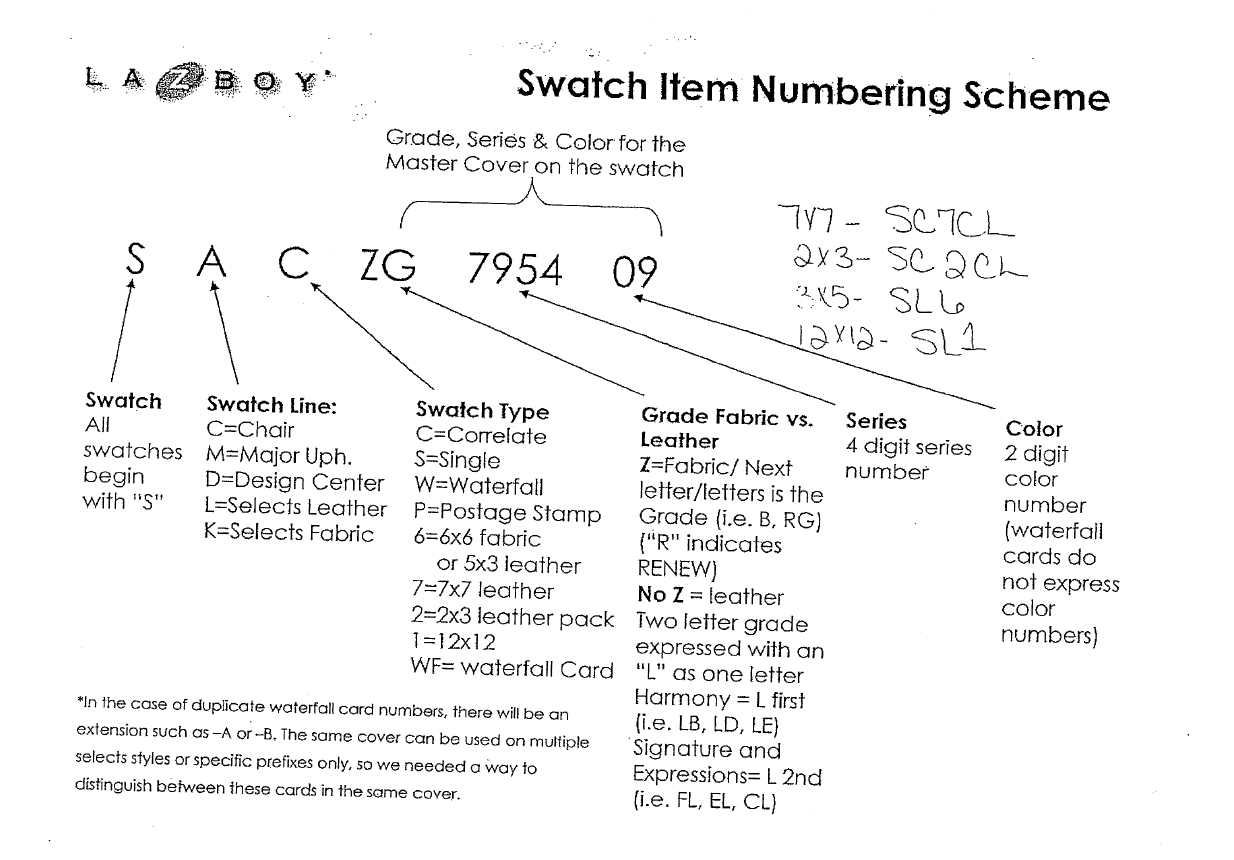 LAZBOY
Swatch Item Numbering Scheme
Grade, Series & Color for the
Master Cover on the swatch
S A C ZG 7954 09
7x7 - SC7CL
2x3- SC2CL
3x5- SL6
12x12- SL1
Swatch
All
swatches
begin
with "S"
Swatch Line:
C=Chair
M=Major Uph.
D=Design Center
L=Selects Leather
K=Selects Fabric
Swatch Type
C=Correlate
S=Single
W=Waterfall
P=Postage Stamp
6=6x6 fabric
or 5x3 leather
7=7x7 leather
2=2x3 leather pack
1=12x12
WF= waterfall Card
Grade Fabric vs.
Leather
Z=Fabric/ Next
letter/letters is the
Grade (i.e. B, RG)
("R" indicates
RENEW)
No Z = leather
Two letter grade
expressed with an
"L" as one letter
Harmony = L first
(i.e. LB, LD, LE)
Signature and
Expressions= L 2nd
(i.e. FL, EL, CL)
Series
4 digit series
number
Color
2 digit
color
number
(waterfall
cards do
not express
color
numbers)
*In the case of duplicate waterfall card numbers, there will be an
extension such as –A or –B. The same cover can be used on multiple
selects styles or specific prefixes only, so we needed a way to
distinguish between these cards in the same cover.